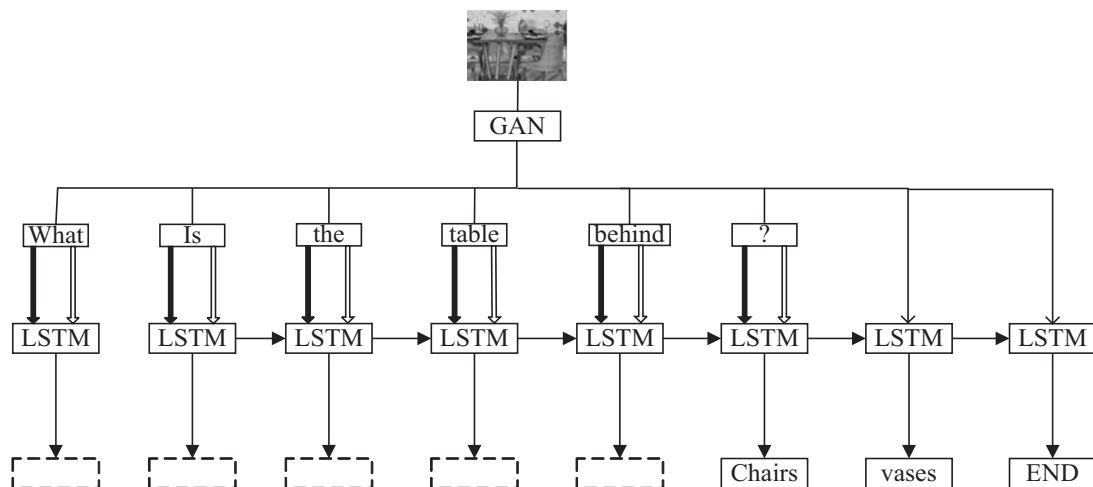 GAN
What Is the table behind ?
LSTM LSTM LSTM LSTM LSTM LSTM LSTM LSTM
Chairs vases END